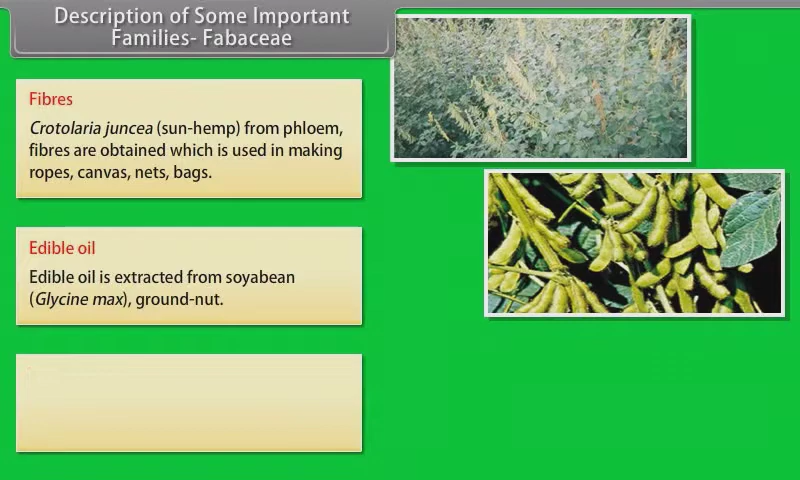 Description of Some Important
Families- Fabaceae
Fibres
Crotolaria juncea (sun-hemp) from phloem,
fibres are obtained which is used in making
ropes, canvas, nets, bags.
Edible oil
Edible oil is extracted from soyabean
(Glycine max), ground-nut.